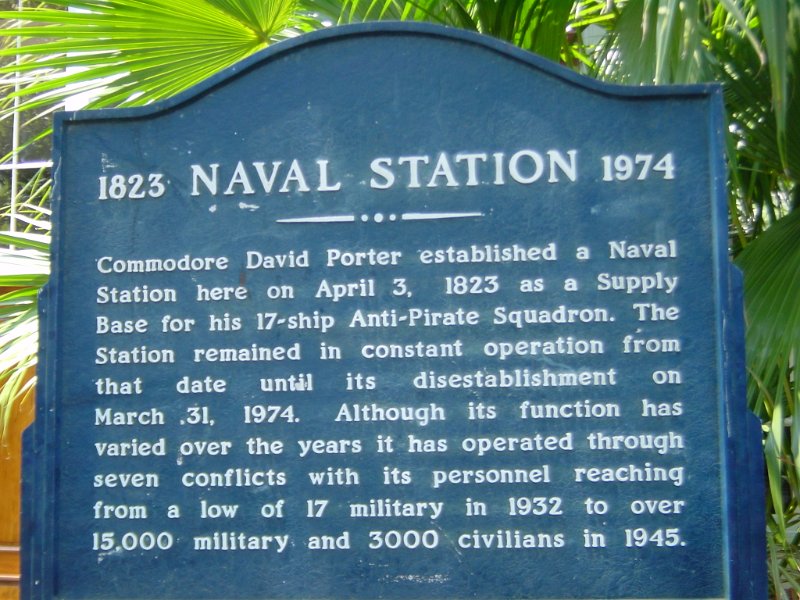 1823 NAVAL STATION 1974
Commodore David Porter established a Naval
Station here on April 3, 1823 as a Supply
Base for his 17-ship Anti-Pirate Squadron. The
Station remained in constant operation from
that date until its disestablishment on
March 31, 1974. Although its function has
varied over the years it has operated through
seven conflicts with its personnel reaching
from a low of 17 military in 1932 to over
15,000 military and 3000 civilians in 1945.